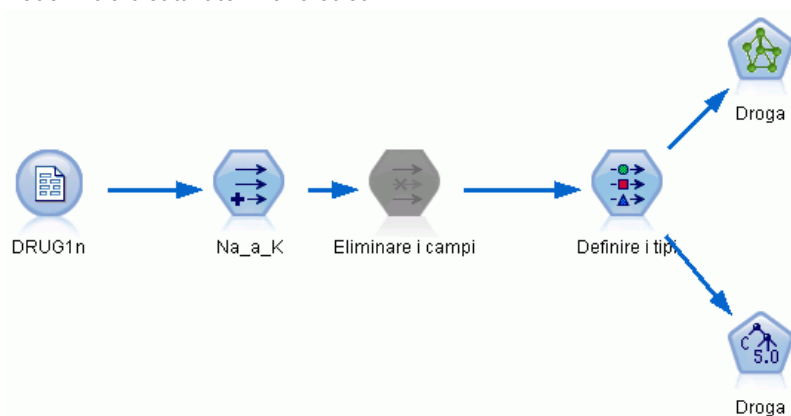 Droga
DRUG1n
Na_a_K
Eliminare i campi
Definire i tipi
C 5.0
Droga